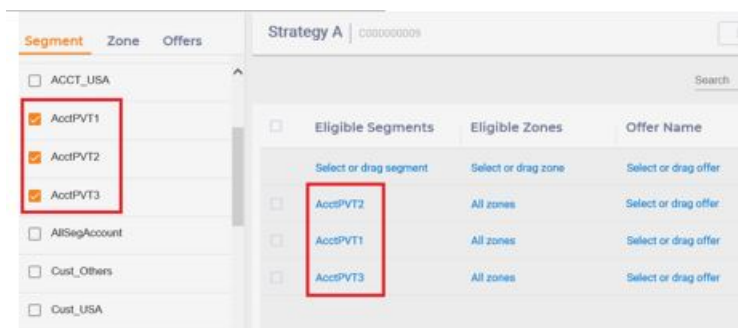 Segment Zone Offers
ACCT_USA
AcctPVT1
AcctPVT2
AcctPVT3
AllSegAccount
Cust_Others
Cust_USA
Strategy A | C000000009
Search
Eligible Segments Eligible Zones Offer Name
Select or drag segment Select or drag zone Select or drag offer
AcctPVT2 All zones Select or drag offer
AcctPVT1 All zones Select or drag offer
AcctPVT3 All zones Select or drag offer